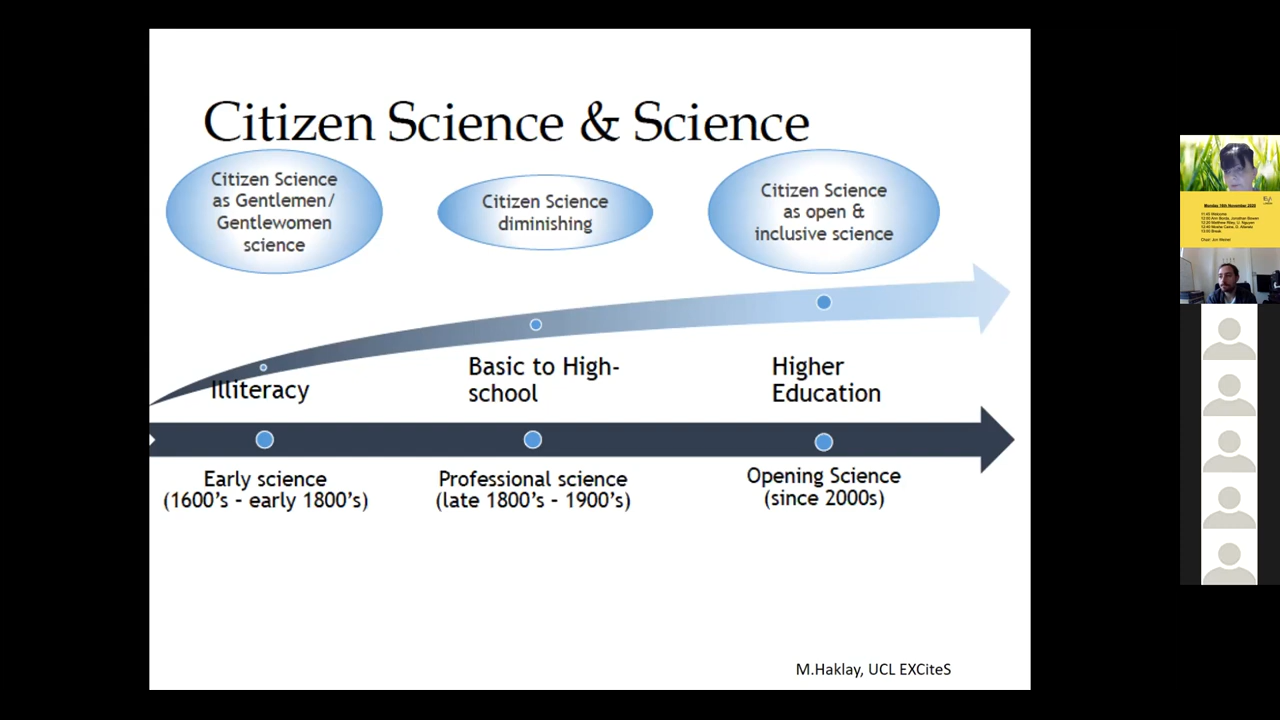 Citizen Science & Science
Citizen Science
as Gentlemen/
Gentlewomen
science
Citizen Science
diminishing
Citizen Science
as open &
inclusive science
Illiteracy
Basic to High-
school
Higher
Education
Early science
(1600's - early 1800's)
Professional science
(late 1800's - 1900's)
Opening Science
(since 2000s)
M.Haklay, UCL EXCiteS